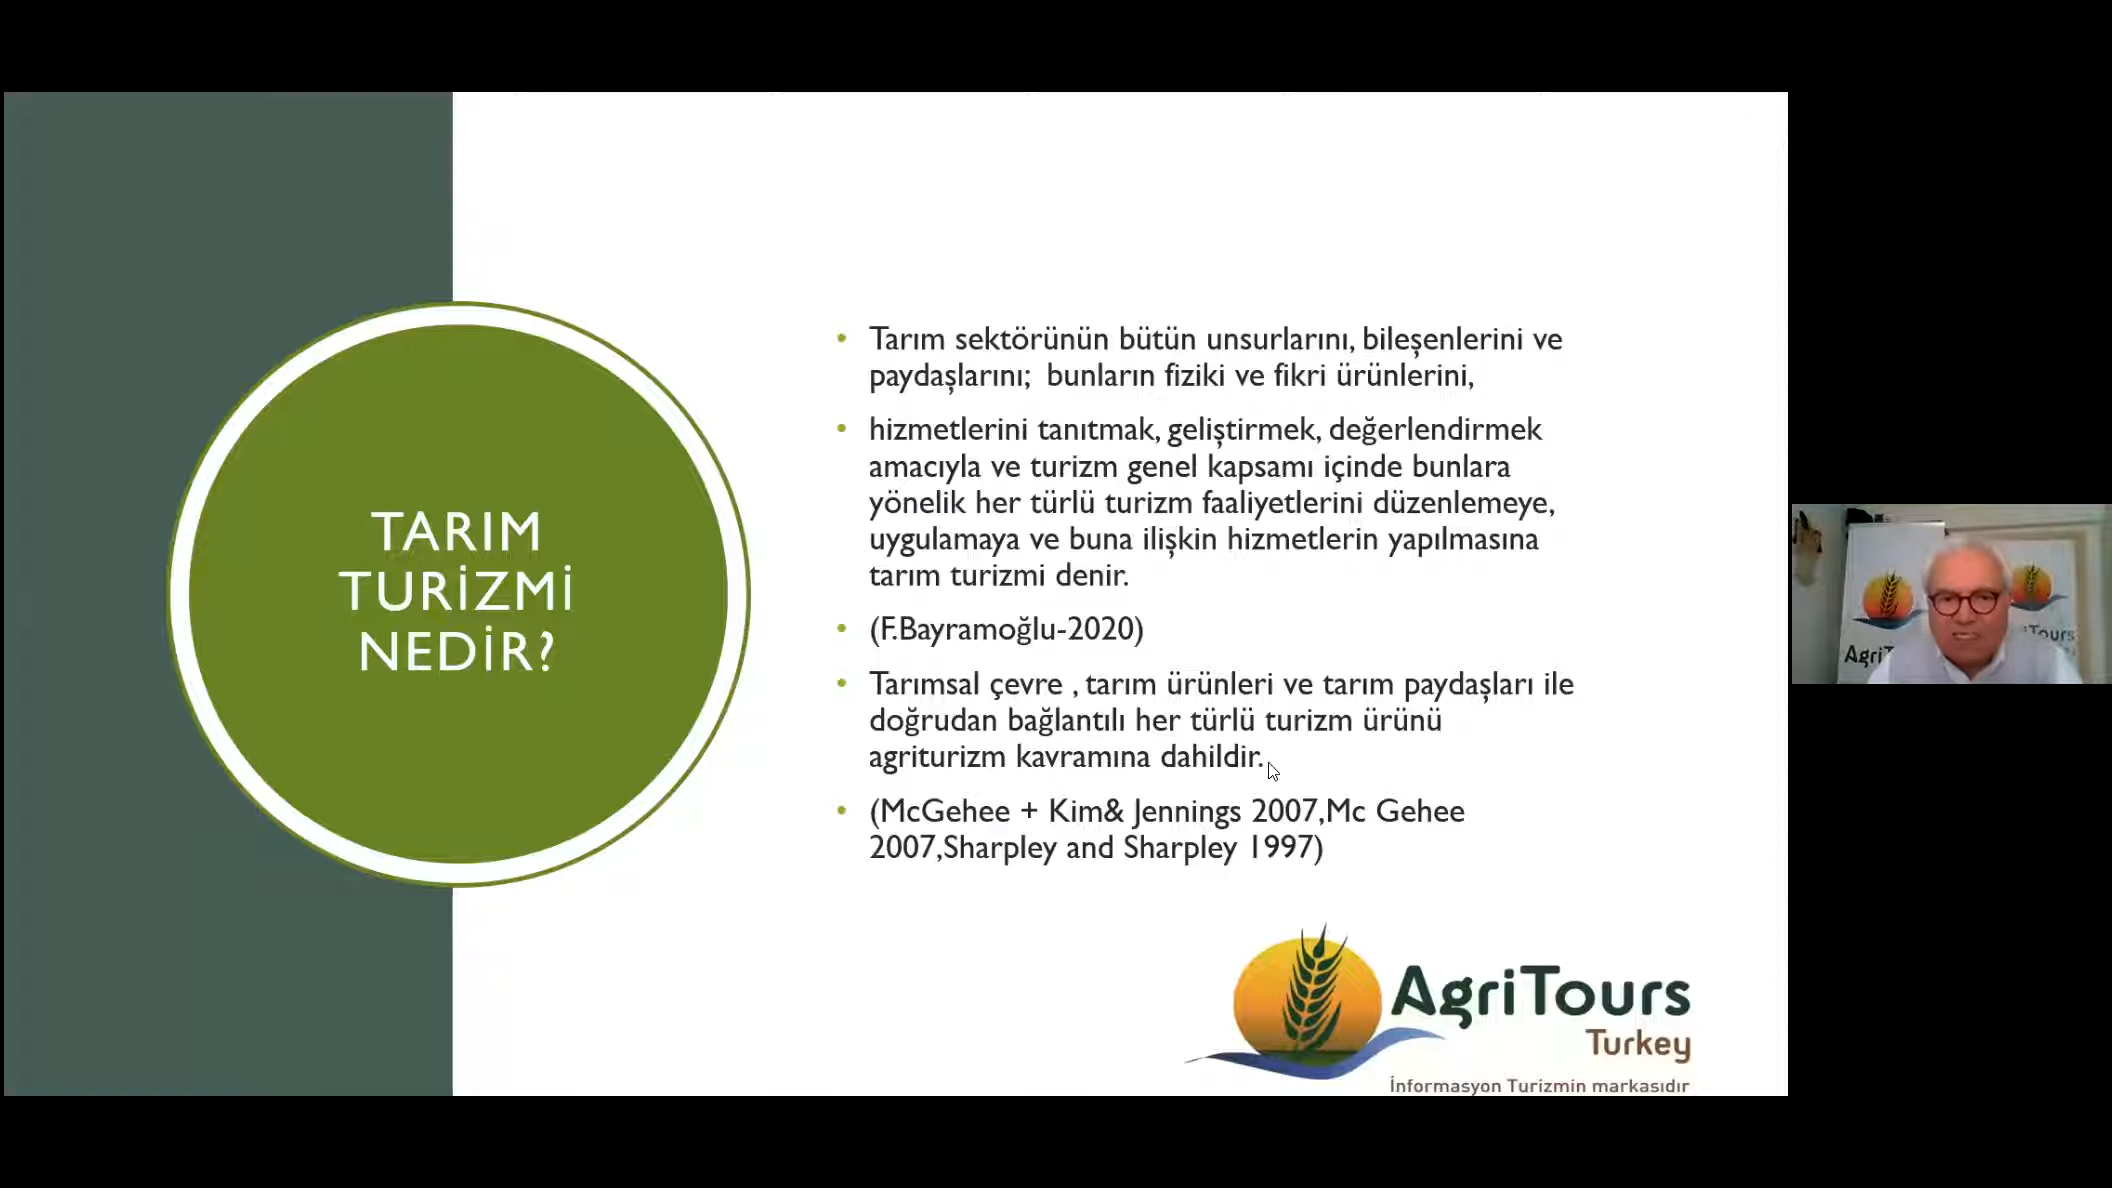 TARIM
TURİZMİ
NEDİR?
• Tarım sektörünün bütün unsurlarını, bileşenlerini ve
paydaşlarını; bunların fiziki ve fikri ürünlerini,
• hizmetlerini tanıtmak, geliştirmek, değerlendirmek
amacıyla ve turizm genel kapsamı içinde bunlara
yönelik her türlü turizm faaliyetlerini düzenlemeye,
uygulamaya ve buna ilişkin hizmetlerin yapılmasına
tarım turizmi denir.
• (F.Bayramoğlu-2020)
• Tarımsal çevre , tarım ürünleri ve tarım paydaşları ile
doğrudan bağlantılı her türlü turizm ürünü
agriturizm kavramına dahildir.
• (McGehee + Kim& Jennings 2007,Mc Gehee
2007,Sharpley and Sharpley 1997)
AgriTours
Turkey
İnformasyon Turizmin markasıdır